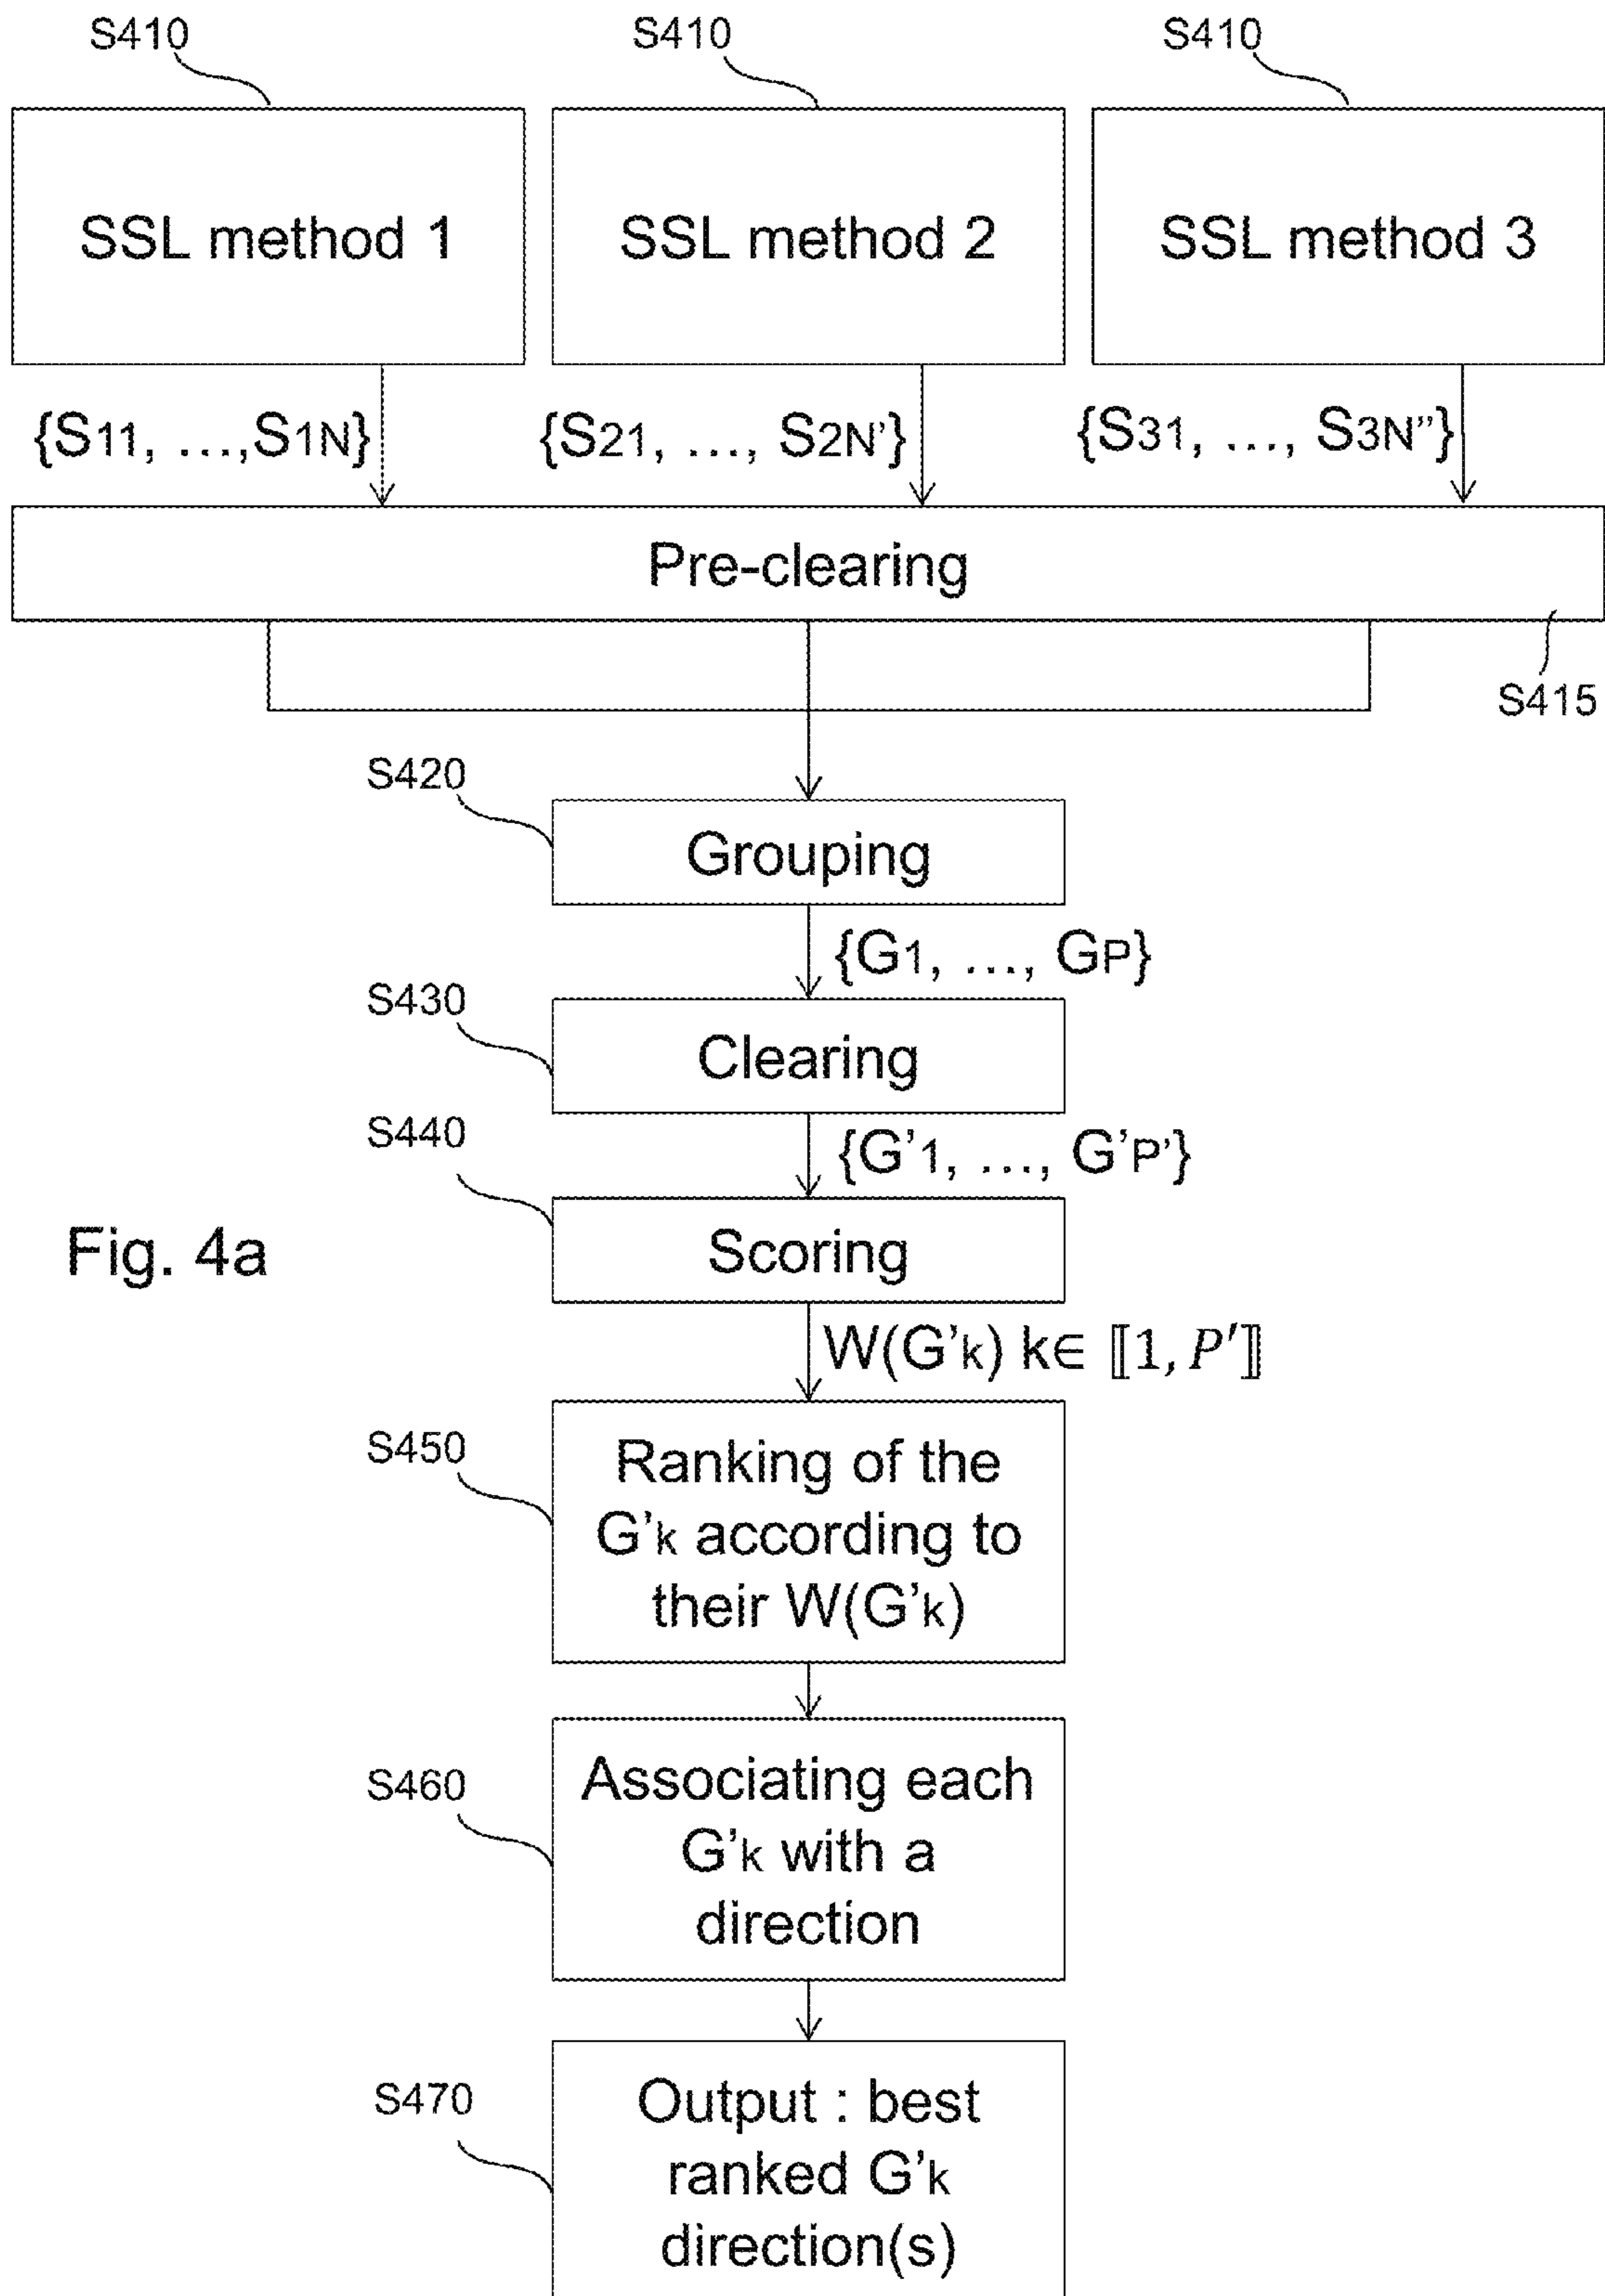 S410
S410
S410
SSL method 1
SSL method 2
SSL method 3
{S11, ...,S1N}
{S21, ..., S2N'}
{S31, ..., S3N''}
Pre-clearing
S415
S420
Grouping
{G1, ..., GP}
S430
Clearing
S440
{G'1, ..., G'P'}
Scoring
Fig. 4a
W(G'k) k∈ ⟦1, P′⟧
S450
Ranking of the
G'k according to
their W(G'k)
S460
Associating each
G'k with a
direction
S470
Output : best
ranked G'k
direction(s)